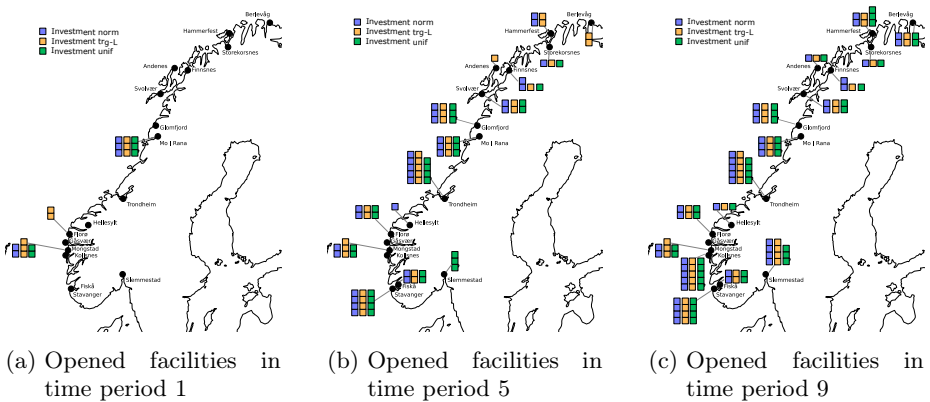 Investment norm
Investment trg-L
Investment unif
Berlevåg
Hammerfest
Storekorsnes
Andenes
Finnsnes
Svolvær
Glomfjord
Mo I Rana
Trondheim
Hellesylt
Florø
Gåsvær
Mongstad
Kollsnes
Slemmestad
Fiskå
Stavanger
Investment norm
Investment trg-L
Investment unif
Berlevåg
Hammerfest
Storekorsnes
Andenes
Finnsnes
Svolvær
Glomfjord
Mo I Rana
Trondheim
Hellesylt
Florø
Gåsvær
Mongstad
Kollsnes
Slemmestad
Fiskå
Stavanger
Investment norm
Investment trg-L
Investment unif
Berlevåg
Hammerfest
Storekorsnes
Andenes
Finnsnes
Svolvær
Glomfjord
Mo I Rana
Trondheim
Hellesylt
Florø
Gåsvær
Mongstad
Kollsnes
Slemmestad
Fiskå
Stavanger
(a) Opened facilities in
time period 1
(b) Opened facilities in
time period 5
(c) Opened facilities in
time period 9